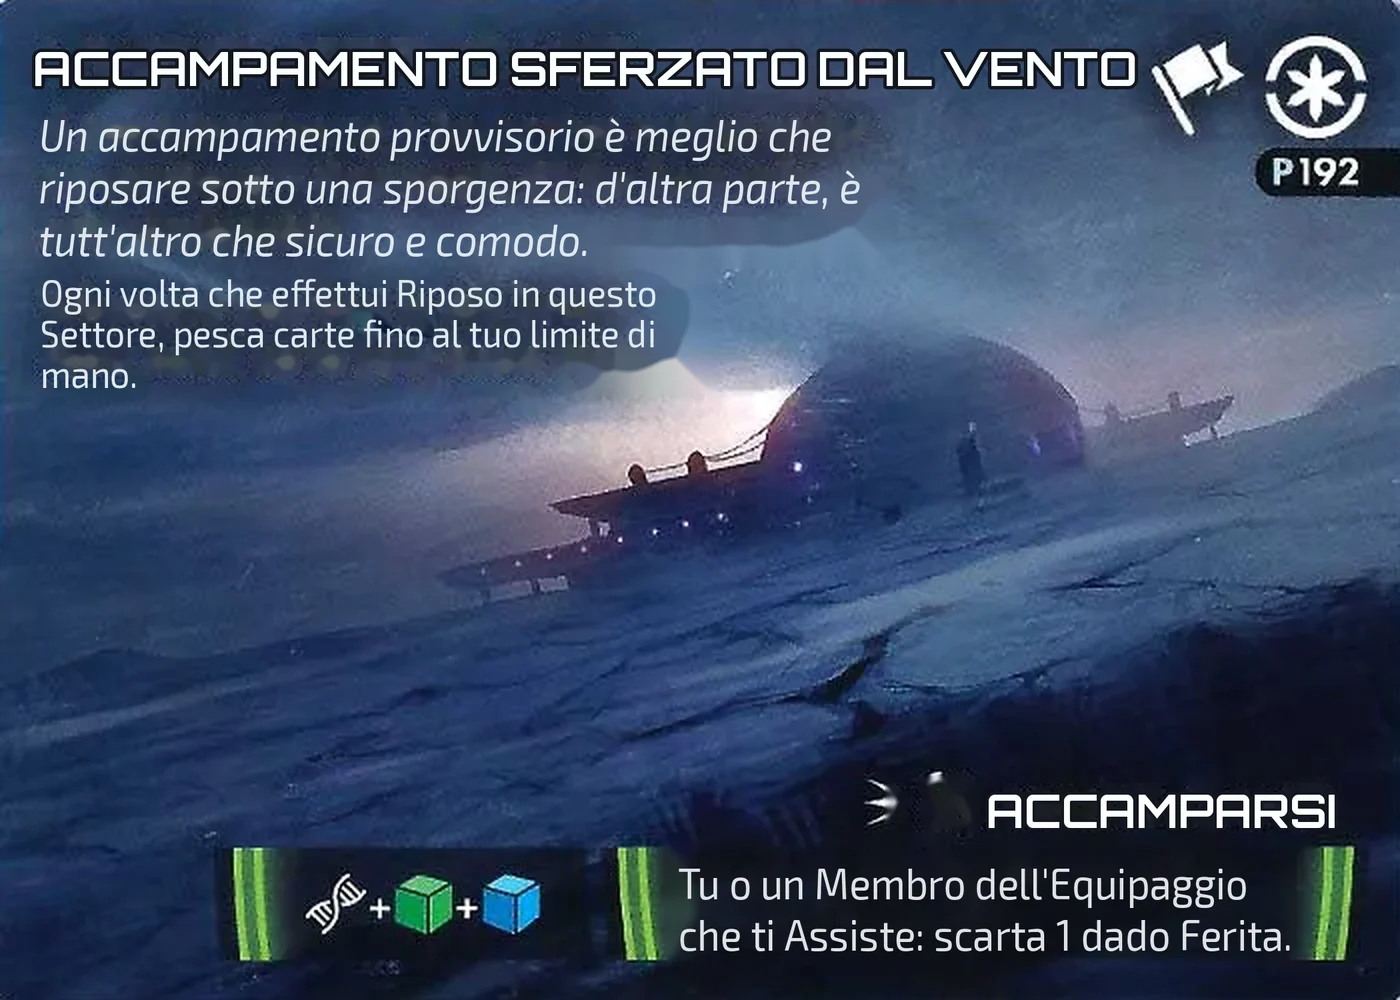 ACCAMPAMENTO SFERZATO DAL VENTO
P192
Un accampamento provvisorio è meglio che
riposare sotto una sporgenza: d'altra parte, è
tutt'altro che sicuro e comodo.
Ogni volta che effettui Riposo in questo
Settore, pesca carte fino al tuo limite di
mano.
ACCAMPARSI
+ +
Tu o un Membro dell'Equipaggio
che ti Assiste: scarta 1 dado Ferita.